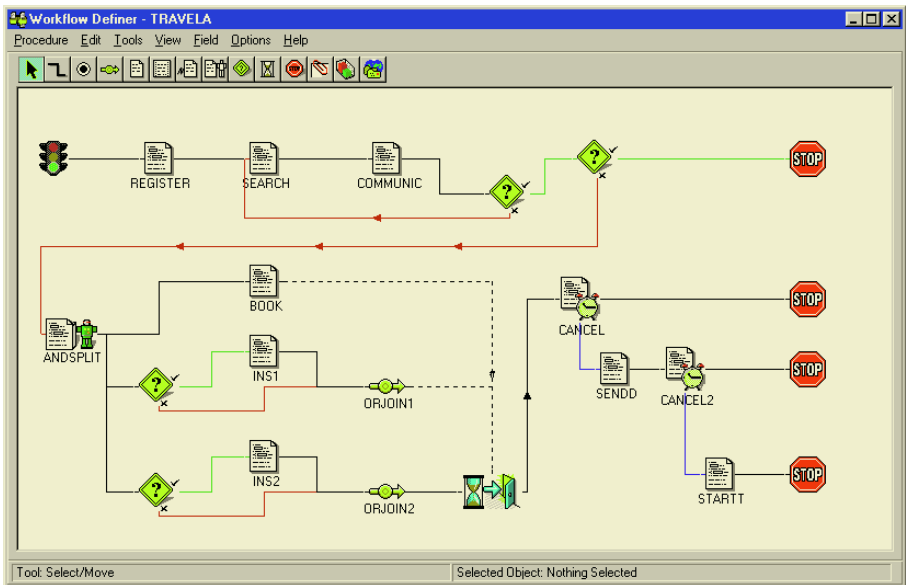 Workflow Definer - TRAVELA
Procedure Edit Tools View Field Options Help
STOP
REGISTER SEARCH COMMUNIC
?
?
BOOK
STOP
CANCEL
ANDSPLIT
?
INS1
ORJOIN1
STOP
SENDD
CANCEL2
?
INS2
ORJOIN2
STOP
STARTT
Tool: Select/Move Selected Object: Nothing Selected